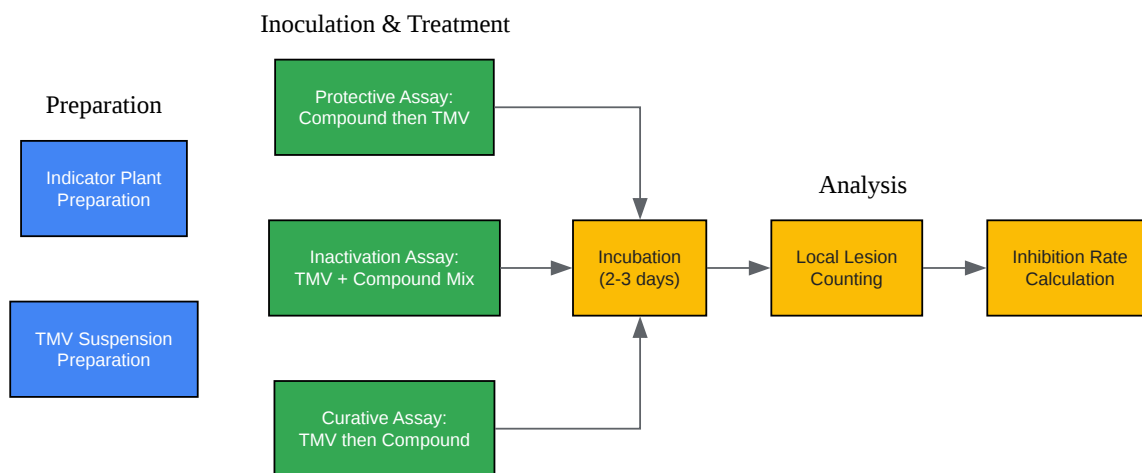 Inoculation & Treatment
Preparation
Indicator Plant
Preparation
TMV Suspension
Preparation
Protective Assay:
Compound then TMV
Inactivation Assay:
TMV + Compound Mix
Curative Assay:
TMV then Compound
Analysis
Incubation
(2-3 days)
Local Lesion
Counting
Inhibition Rate
Calculation